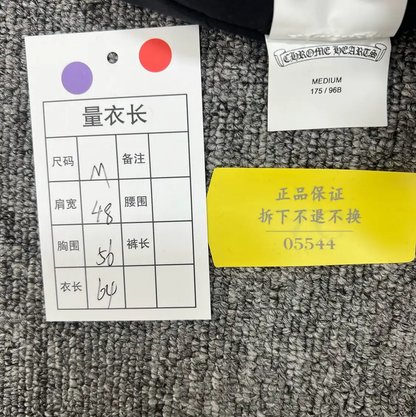 CHROME HEARTS
MEDIUM
175 / 96B
量衣长
尺码 M 备注
肩宽 48 腰围
胸围 56 裤长
衣长 64
正品保证
拆下不退不换
05544